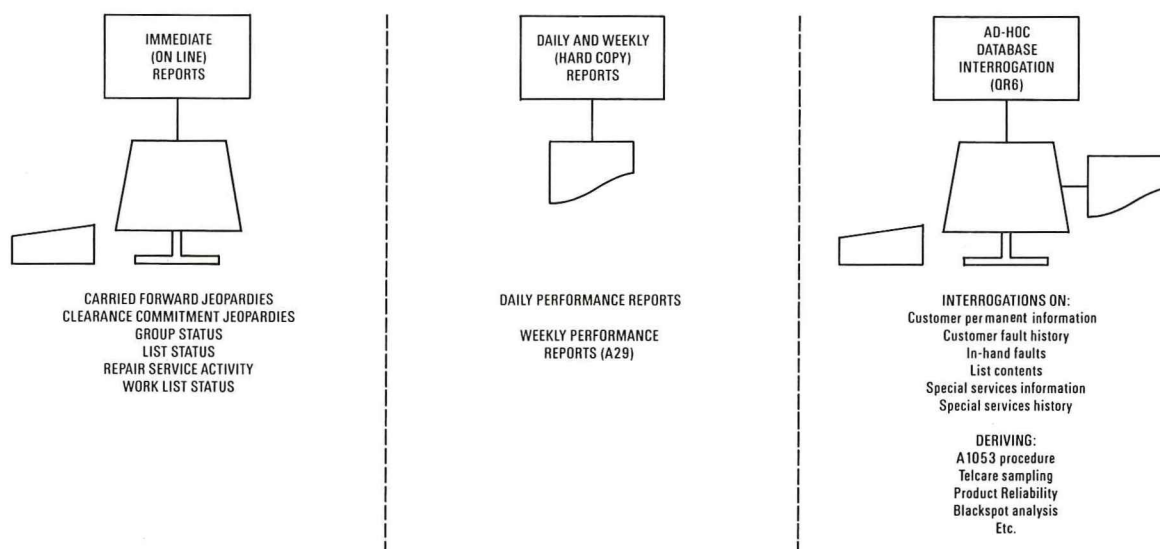 IMMEDIATE
(ON LINE)
REPORTS
CARRIED FORWARD JEOPARDIES
CLEARANCE COMMITMENT JEOPARDIES
GROUP STATUS
LIST STATUS
REPAIR SERVICE ACTIVITY
WORK LIST STATUS
DAILY AND WEEKLY
(HARD COPY)
REPORTS
DAILY PERFORMANCE REPORTS
WEEKLY PERFORMANCE
REPORTS (A29)
AD-HOC
DATABASE
INTERROGATION
(QR6)
INTERROGATIONS ON:
Customer permanent information
Customer fault history
In-hand faults
List contents
Special services information
Special services history
DERIVING:
A1053 procedure
Telcare sampling
Product Reliability
Blackspot analysis
Etc.